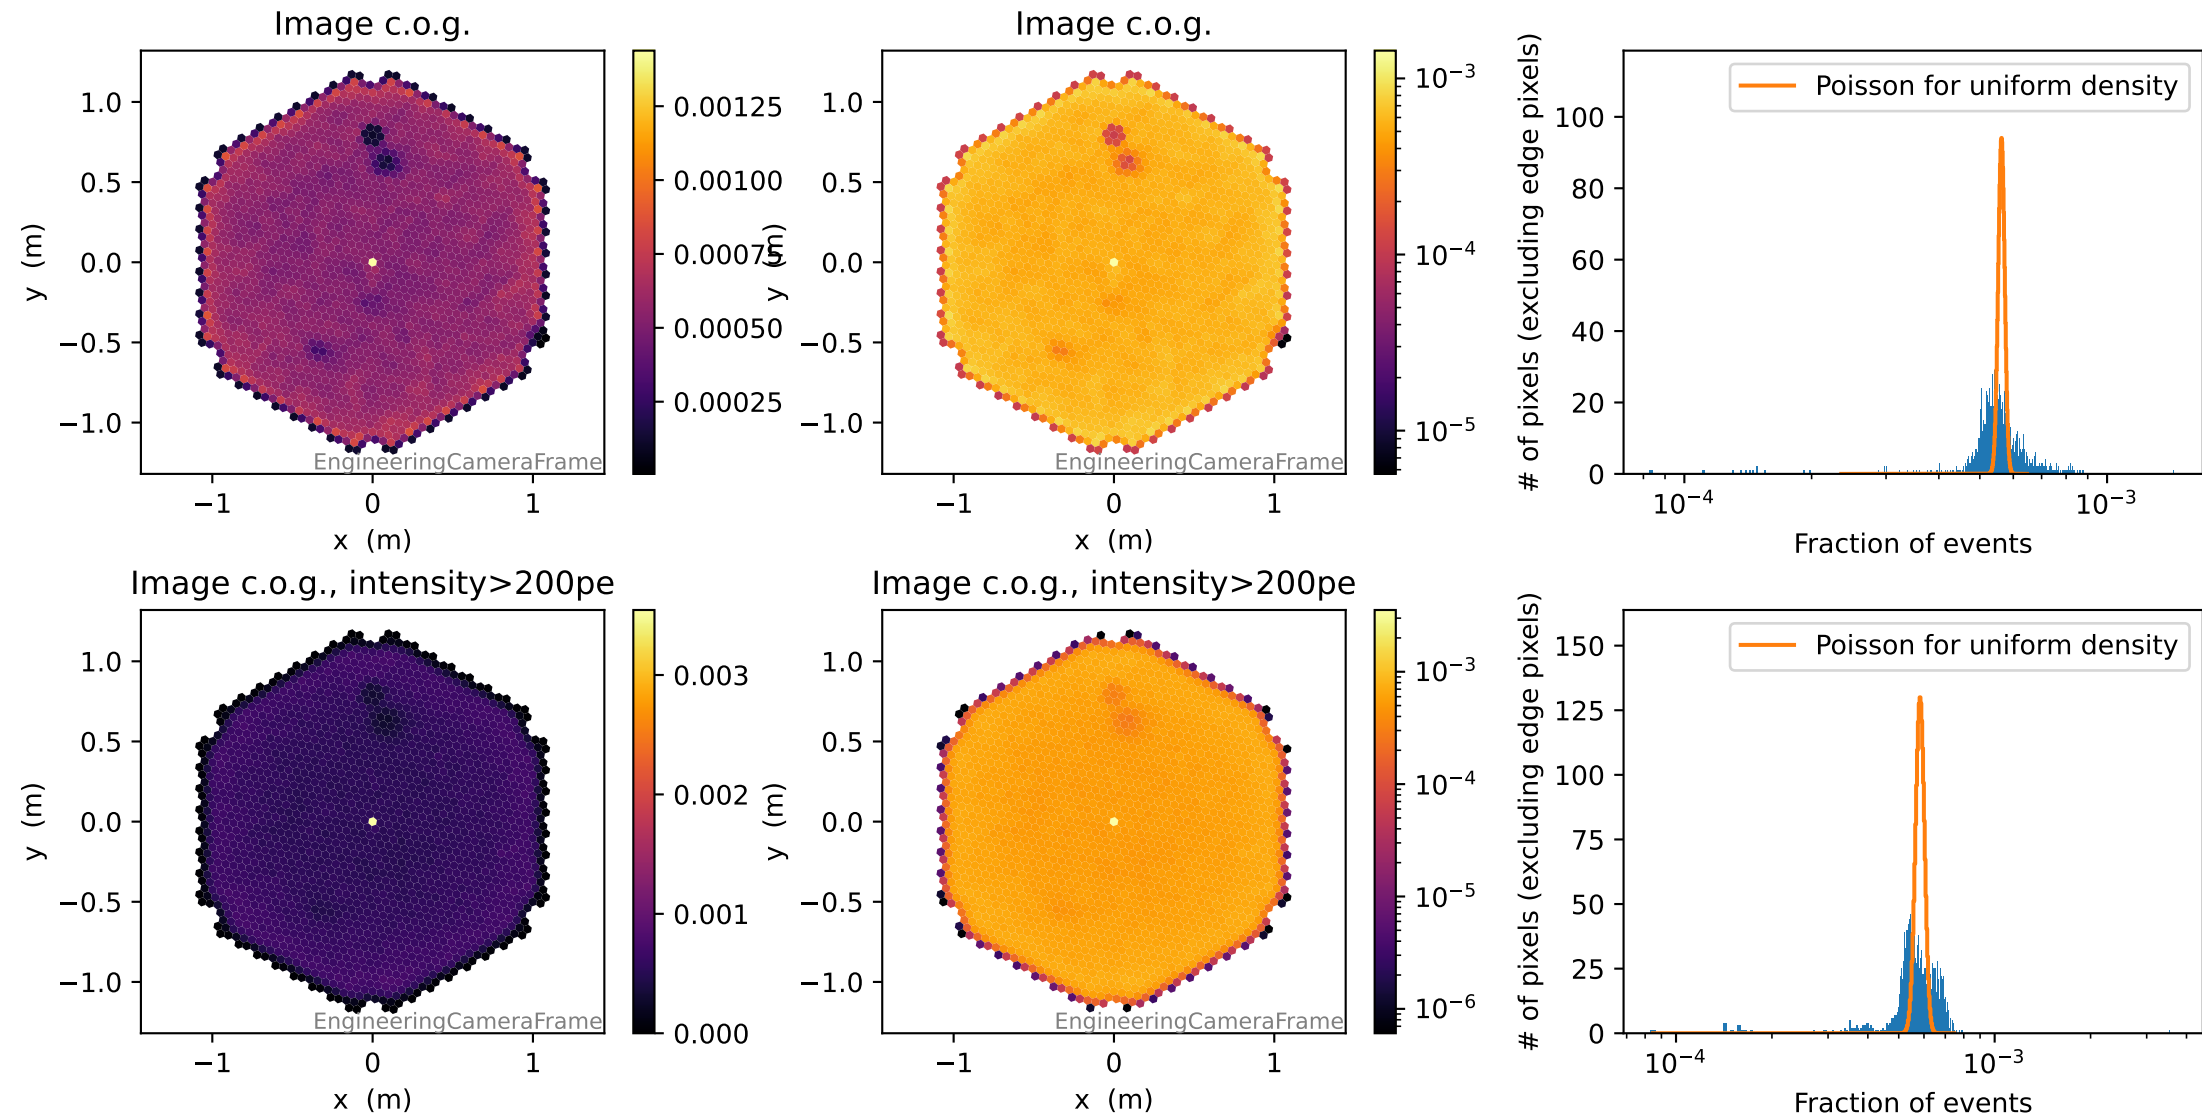 Image c.o.g.
1.0
0.5
0.0
−0.5
−1.0
y (m)
−1
0
1
x (m)
EngineeringCameraFrame
0.00125
0.00100
0.00075
0.00050
0.00025
Image c.o.g.
1.0
0.5
0.0
−0.5
−1.0
y (m)
−1
0
1
x (m)
EngineeringCameraFrame
10⁻³
10⁻⁴
10⁻⁵
Poisson for uniform density
# of pixels (excluding edge pixels)
100
80
60
40
20
0
10⁻⁴
10⁻³
Fraction of events
Image c.o.g., intensity>200pe
1.0
0.5
0.0
−0.5
−1.0
y (m)
−1
0
1
x (m)
EngineeringCameraFrame
0.003
0.002
0.001
0.000
Image c.o.g., intensity>200pe
1.0
0.5
0.0
−0.5
−1.0
y (m)
−1
0
1
x (m)
EngineeringCameraFrame
10⁻³
10⁻⁴
10⁻⁵
10⁻⁶
Poisson for uniform density
# of pixels (excluding edge pixels)
150
125
100
75
50
25
0
10⁻⁴
10⁻³
Fraction of events